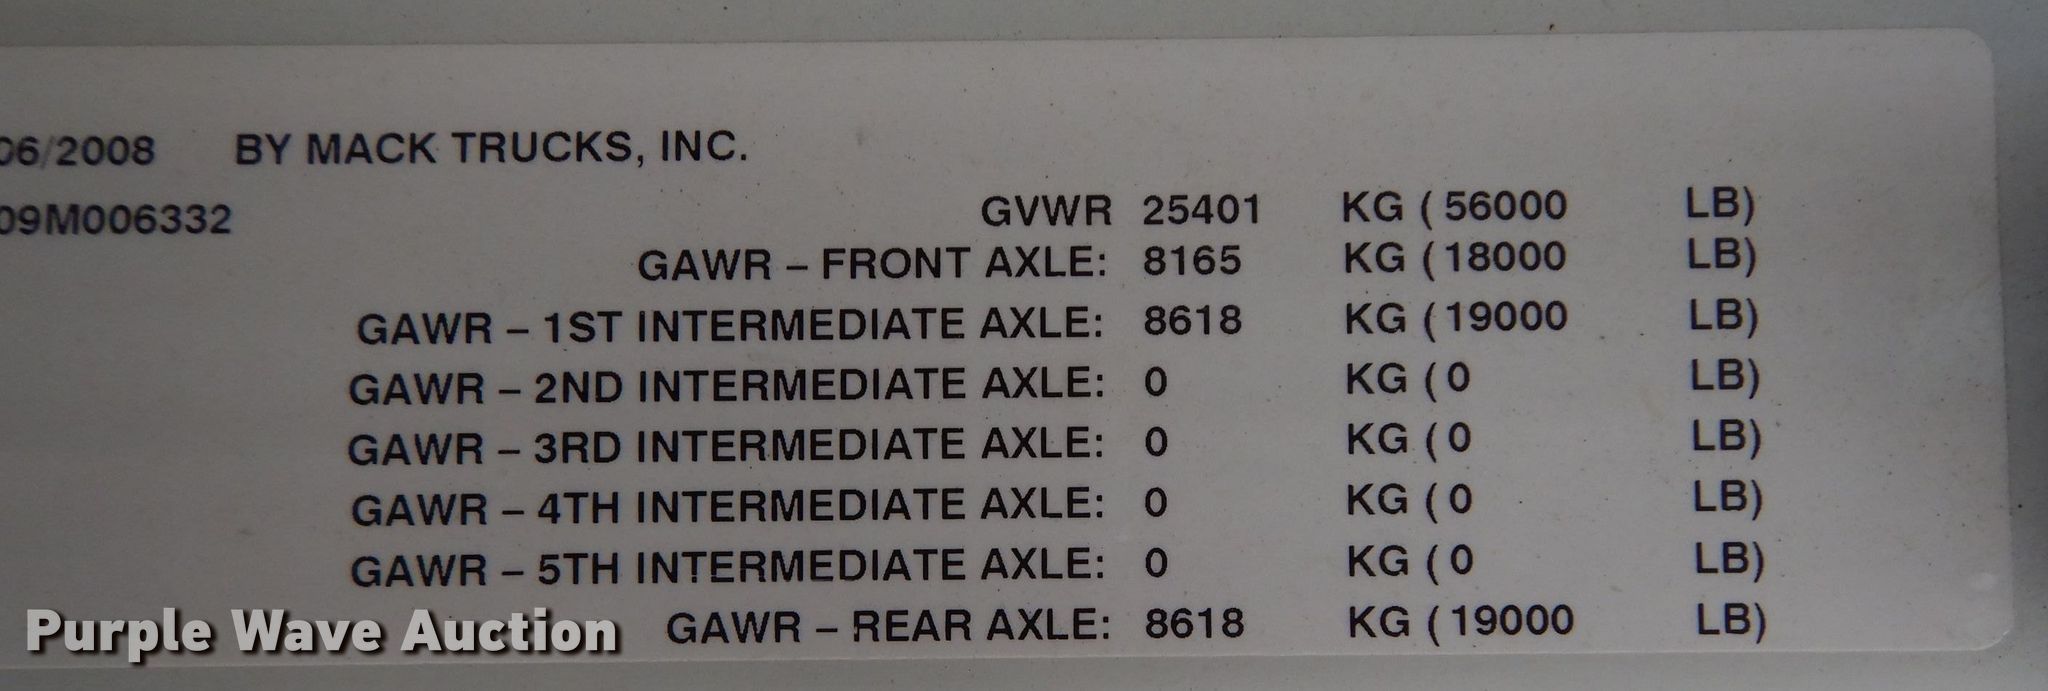 06/2008 BY MACK TRUCKS, INC.
09M006332
GVWR 25401 KG (56000 LB)
GAWR – FRONT AXLE: 8165 KG (18000 LB)
GAWR – 1ST INTERMEDIATE AXLE: 8618 KG (19000 LB)
GAWR – 2ND INTERMEDIATE AXLE: 0 KG (0 LB)
GAWR – 3RD INTERMEDIATE AXLE: 0 KG (0 LB)
GAWR – 4TH INTERMEDIATE AXLE: 0 KG (0 LB)
GAWR – 5TH INTERMEDIATE AXLE: 0 KG (0 LB)
GAWR – REAR AXLE: 8618 KG (19000 LB)
Purple Wave Auction